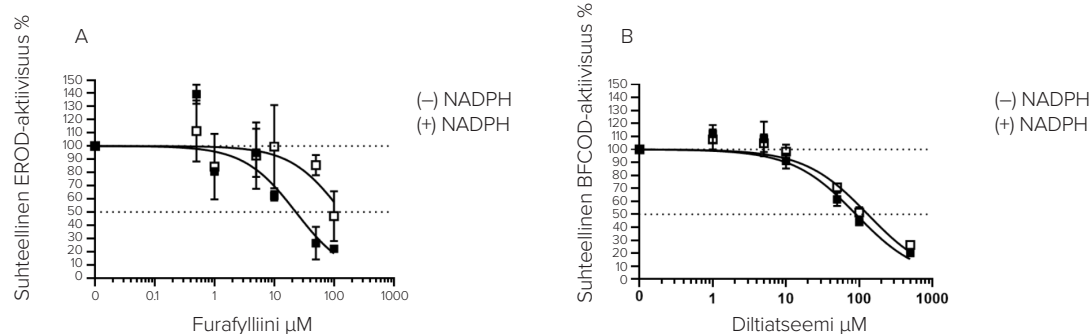 A
Suhteellinen EROD-aktiivisuus %
150
140
130
120
110
100
90
80
70
60
50
40
30
20
10
0
0 0.1 1 10 100 1000
Furafylliini µM
(–) NADPH
(+) NADPH
B
Suhteellinen BFCOD-aktiivisuus %
150
140
130
120
110
100
90
80
70
60
50
40
30
20
10
0
0 1 10 100 1000
Diltiatseemi µM
(–) NADPH
(+) NADPH